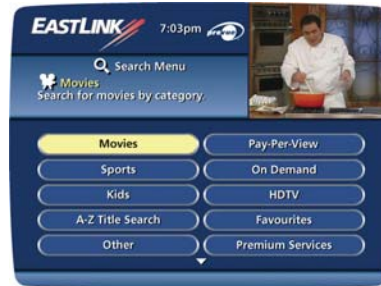 EASTLINK 7:03pm
Search Menu
Movies
Search for movies by category.
Movies
Pay-Per-View
Sports
On Demand
Kids
HDTV
A-Z Title Search
Favourites
Other
Premium Services